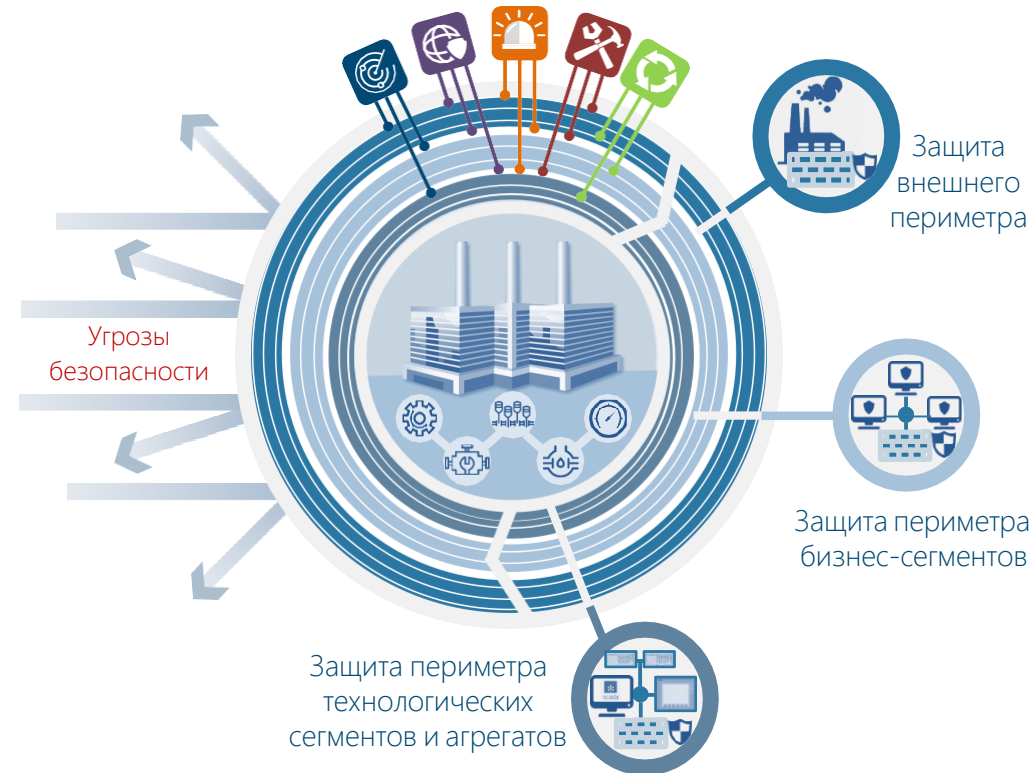 Защита
внешнего
периметра
Угрозы
безопасности
Защита периметра
бизнес-сегментов
Защита периметра
технологических
сегментов и агрегатов